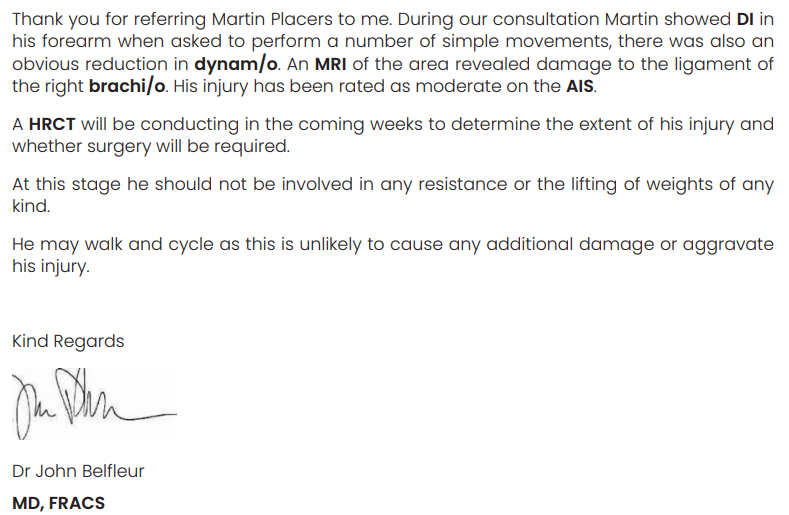 Thank you for referring Martin Placers to me. During our consultation Martin showed DI in
his forearm when asked to perform a number of simple movements, there was also an
obvious reduction in dynam/o. An MRI of the area revealed damage to the ligament of
the right brachi/o. His injury has been rated as moderate on the AIS.
A HRCT will be conducting in the coming weeks to determine the extent of his injury and
whether surgery will be required.
At this stage he should not be involved in any resistance or the lifting of weights of any
kind.
He may walk and cycle as this is unlikely to cause any additional damage or aggravate
his injury.
Kind Regards
Dr John Belfleur
MD, FRACS